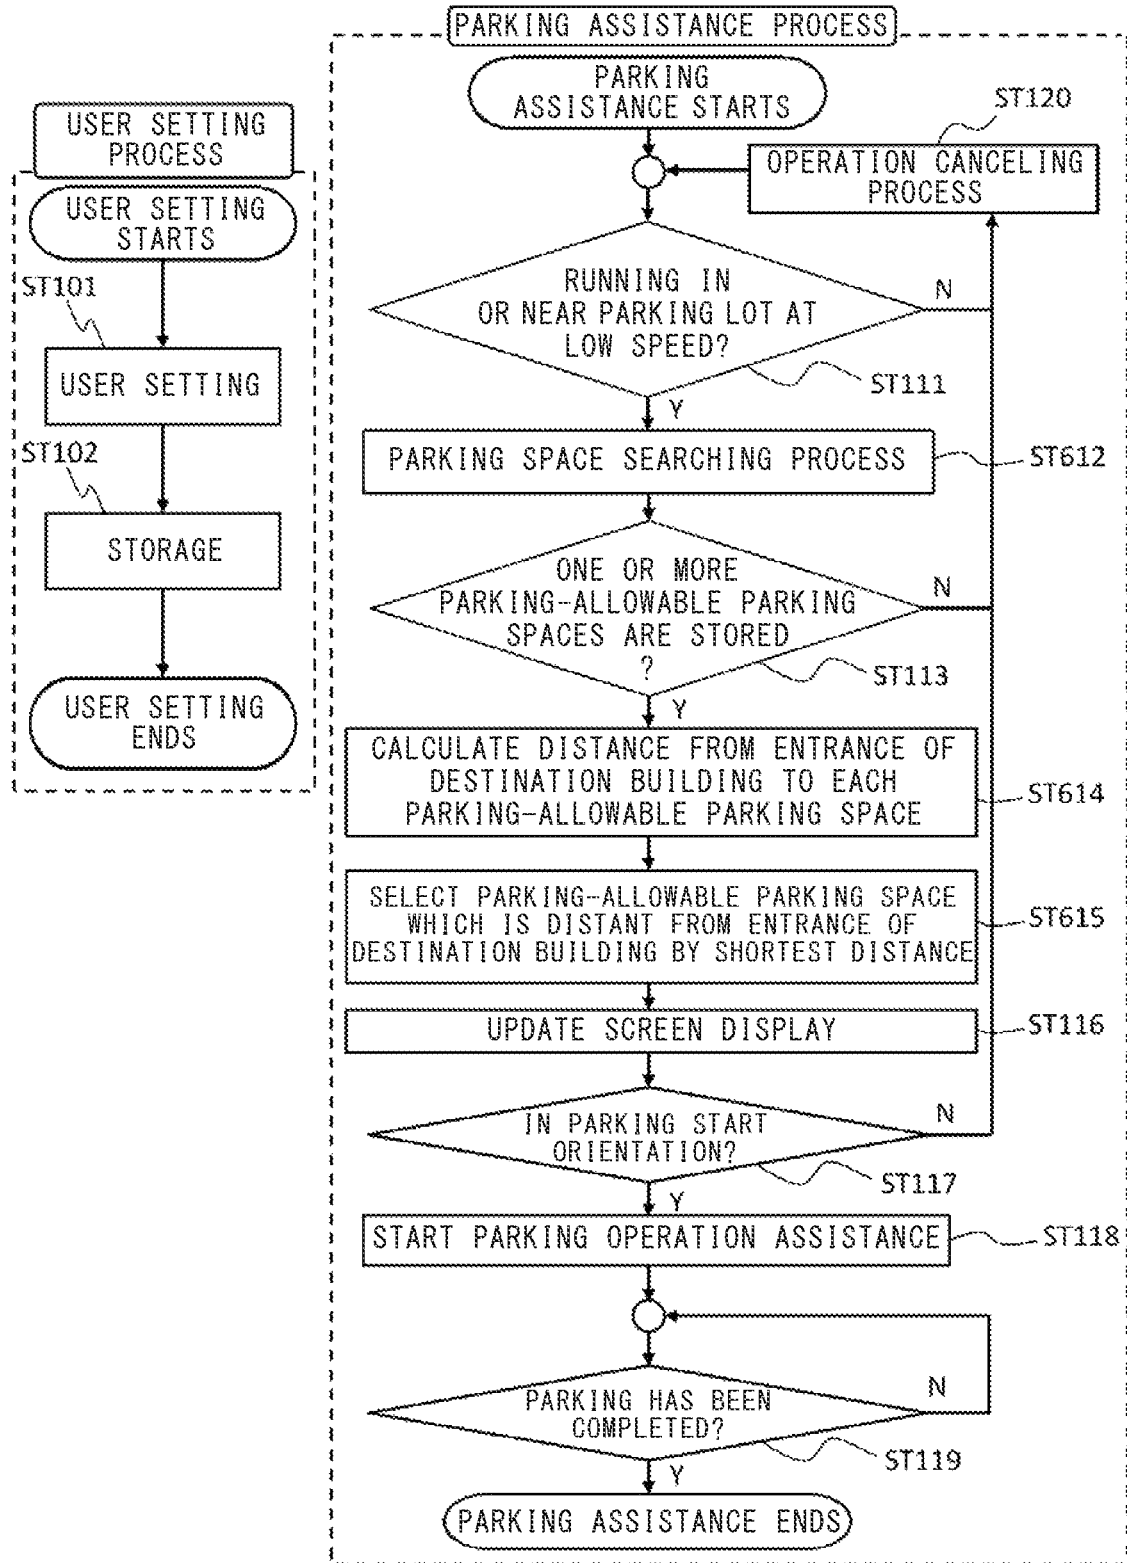 USER SETTING
PROCESS
USER SETTING
STARTS
ST101
USER SETTING
ST102
STORAGE
USER SETTING
ENDS
PARKING ASSISTANCE PROCESS
PARKING
ASSISTANCE STARTS
ST120
OPERATION CANCELING
PROCESS
RUNNING IN
OR NEAR PARKING LOT AT
LOW SPEED?
N
ST111
Y
PARKING SPACE SEARCHING PROCESS
ST612
ONE OR MORE
PARKING-ALLOWABLE PARKING
SPACES ARE STORED
?
N
ST113
Y
CALCULATE DISTANCE FROM ENTRANCE OF
DESTINATION BUILDING TO EACH
PARKING-ALLOWABLE PARKING SPACE
ST614
SELECT PARKING-ALLOWABLE PARKING SPACE
WHICH IS DISTANT FROM ENTRANCE OF
DESTINATION BUILDING BY SHORTEST DISTANCE
ST615
UPDATE SCREEN DISPLAY
ST116
IN PARKING START
ORIENTATION?
N
ST117
Y
START PARKING OPERATION ASSISTANCE
ST118
PARKING HAS BEEN
COMPLETED?
N
ST119
Y
PARKING ASSISTANCE ENDS